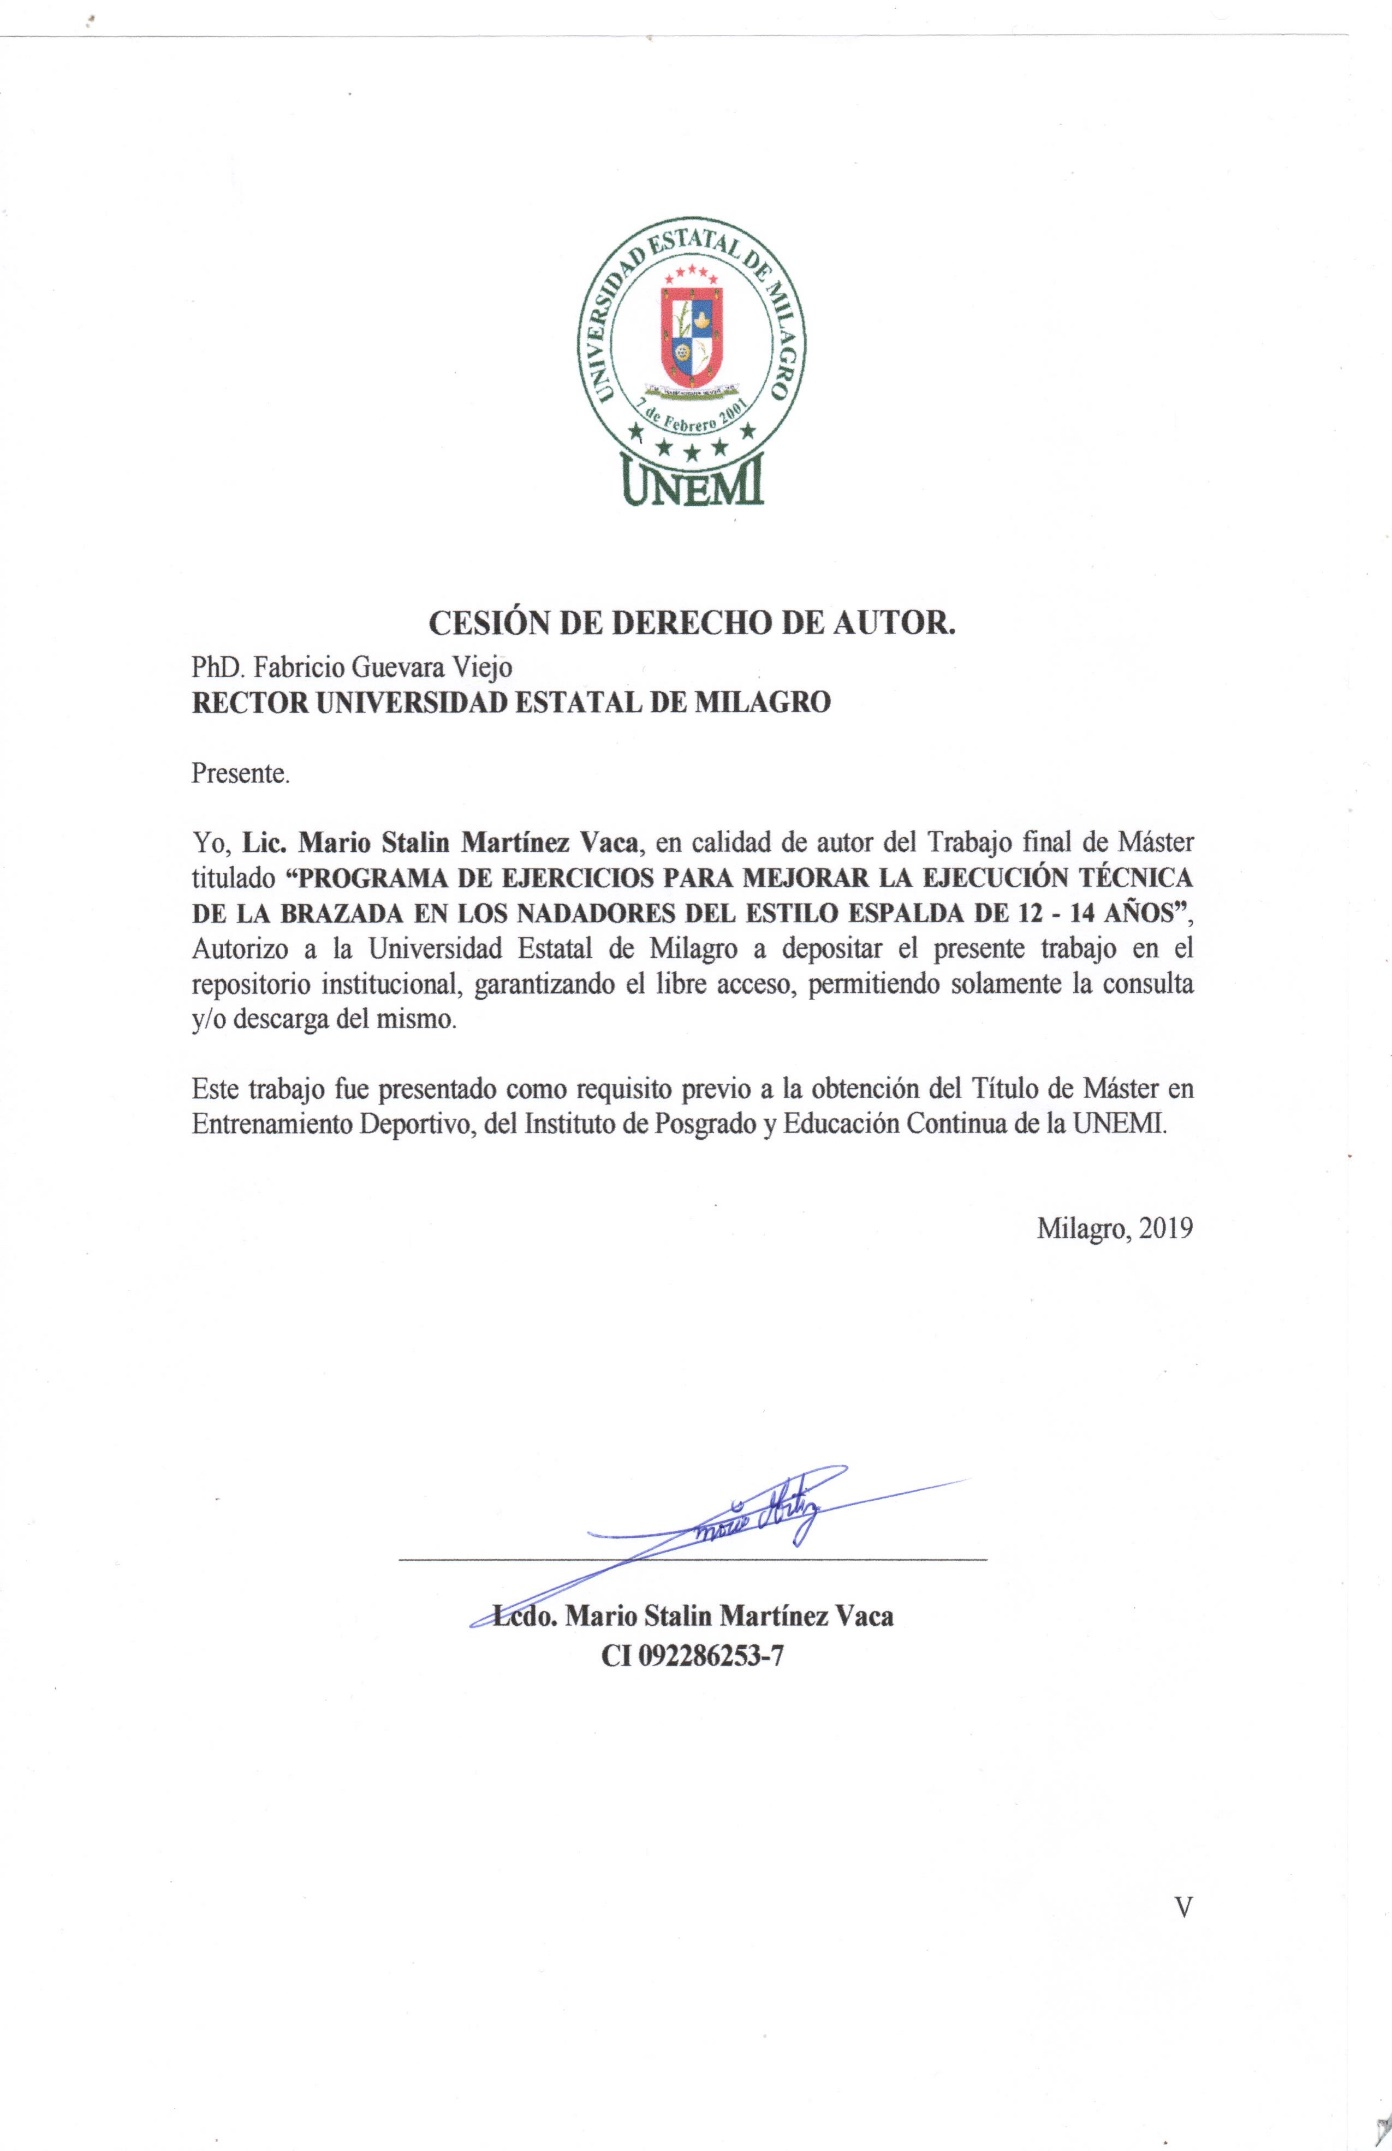 UNIVERSIDAD ESTATAL DE MILAGRO
7 de Febrero 2001
UNEMI
CESIÓN DE DERECHO DE AUTOR.
PhD. Fabricio Guevara Viejo
RECTOR UNIVERSIDAD ESTATAL DE MILAGRO
Presente.
Yo, Lic. Mario Stalin Martínez Vaca, en calidad de autor del Trabajo final de Máster
titulado “PROGRAMA DE EJERCICIOS PARA MEJORAR LA EJECUCIÓN TÉCNICA
DE LA BRAZADA EN LOS NADADORES DEL ESTILO ESPALDA DE 12 - 14 AÑOS”,
Autorizo a la Universidad Estatal de Milagro a depositar el presente trabajo en el
repositorio institucional, garantizando el libre acceso, permitiendo solamente la consulta
y/o descarga del mismo.
Este trabajo fue presentado como requisito previo a la obtención del Título de Máster en
Entrenamiento Deportivo, del Instituto de Posgrado y Educación Continua de la UNEMI.
Milagro, 2019
Lcdo. Mario Stalin Martínez Vaca
CI 092286253-7
V